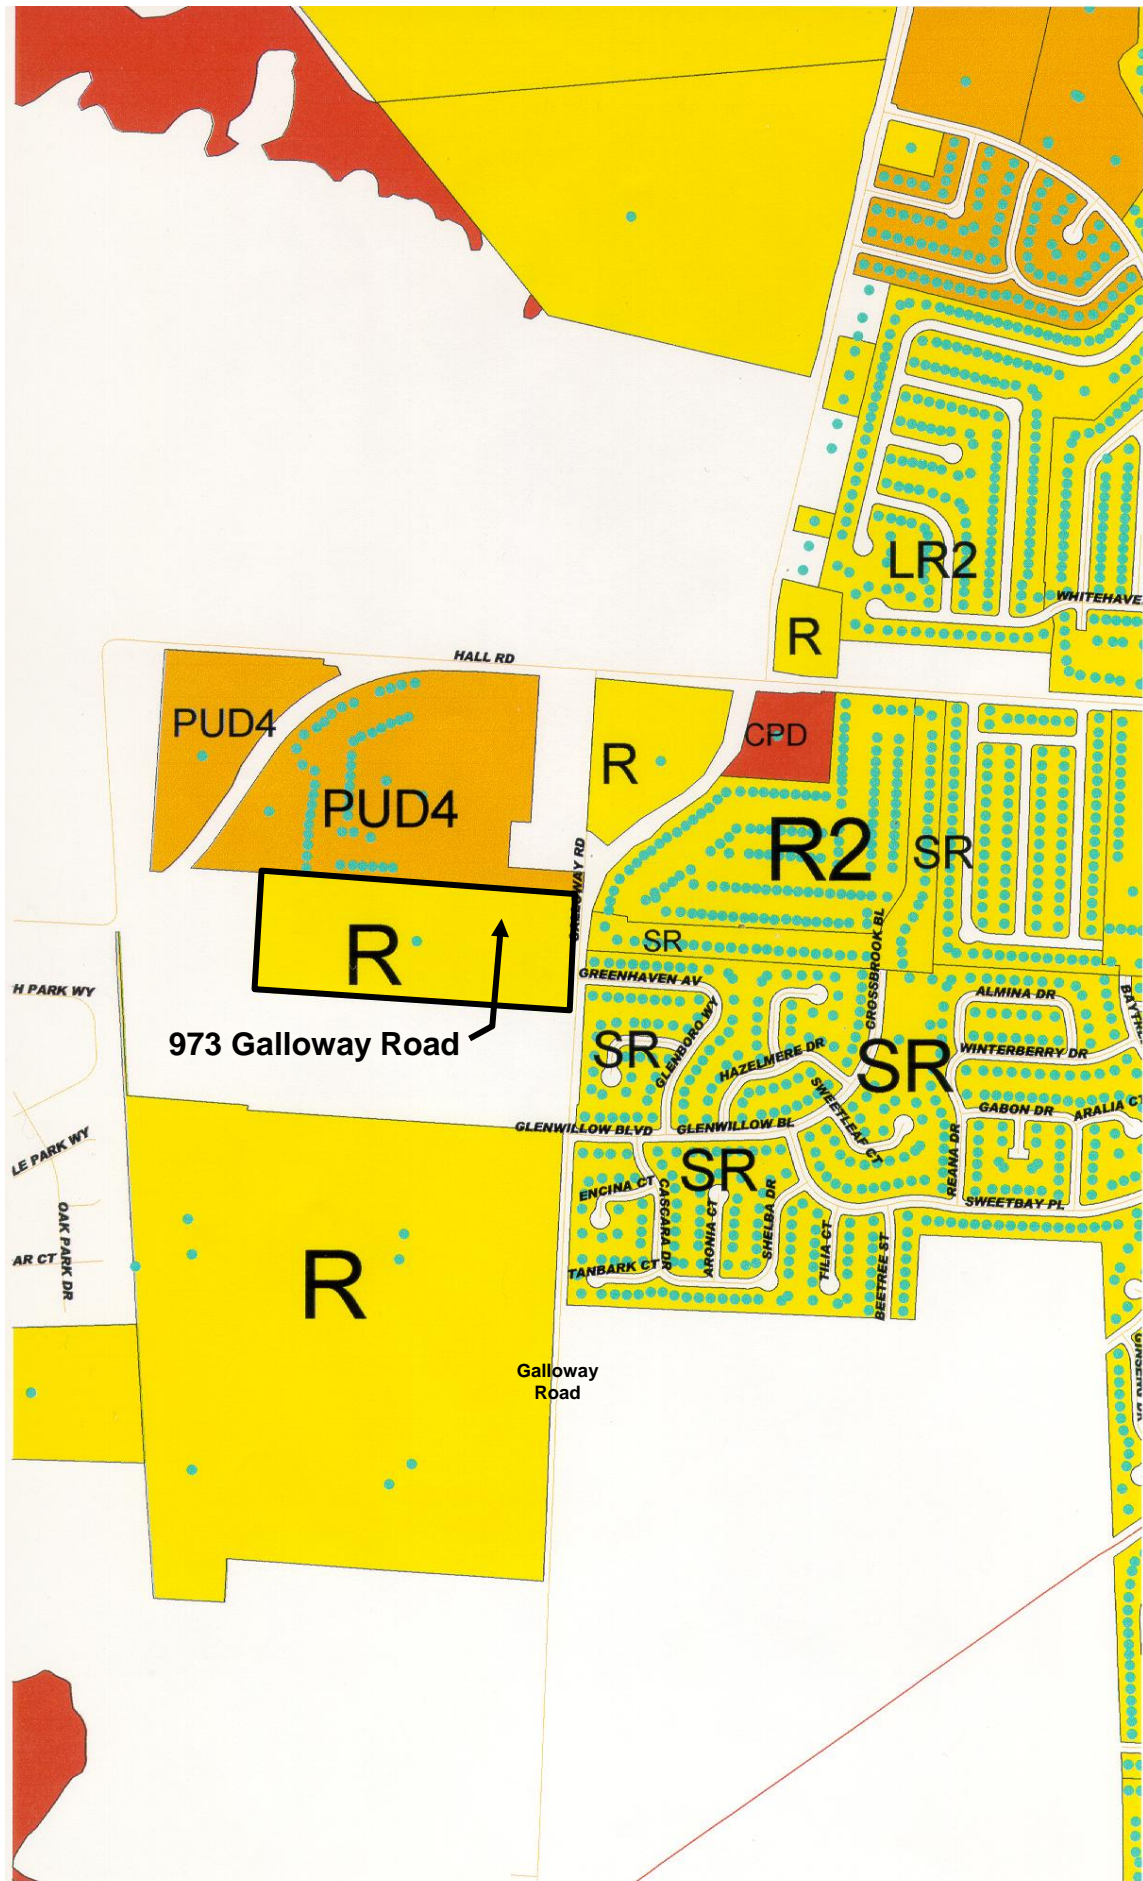 LR2
WHITEHAVE
R
HALL RD
PUD4
R
CPD
PUD4
R2
SR
GALLOWAY RD
R
SR
CROSSBROOK BL
H PARK WY
GREENHAVEN AV
ALMINA DR
973 Galloway Road
SR
GLENBORO WY
HAZELMERE DR
SR
WINTERBERRY DR
SWEETLEAF CT
GABON DR
ARALIA CT
GLENWILLOW BLVD
GLENWILLOW BL
LE PARK WY
SR
REANA DR
ENCINA CT
CASCARA DR
ARONIA CT
SHELBA DR
SWEETBAY PL
OAK PARK DR
AR CT
TANBARK CT
TILIA CT
BEETREE ST
R
Galloway
Road